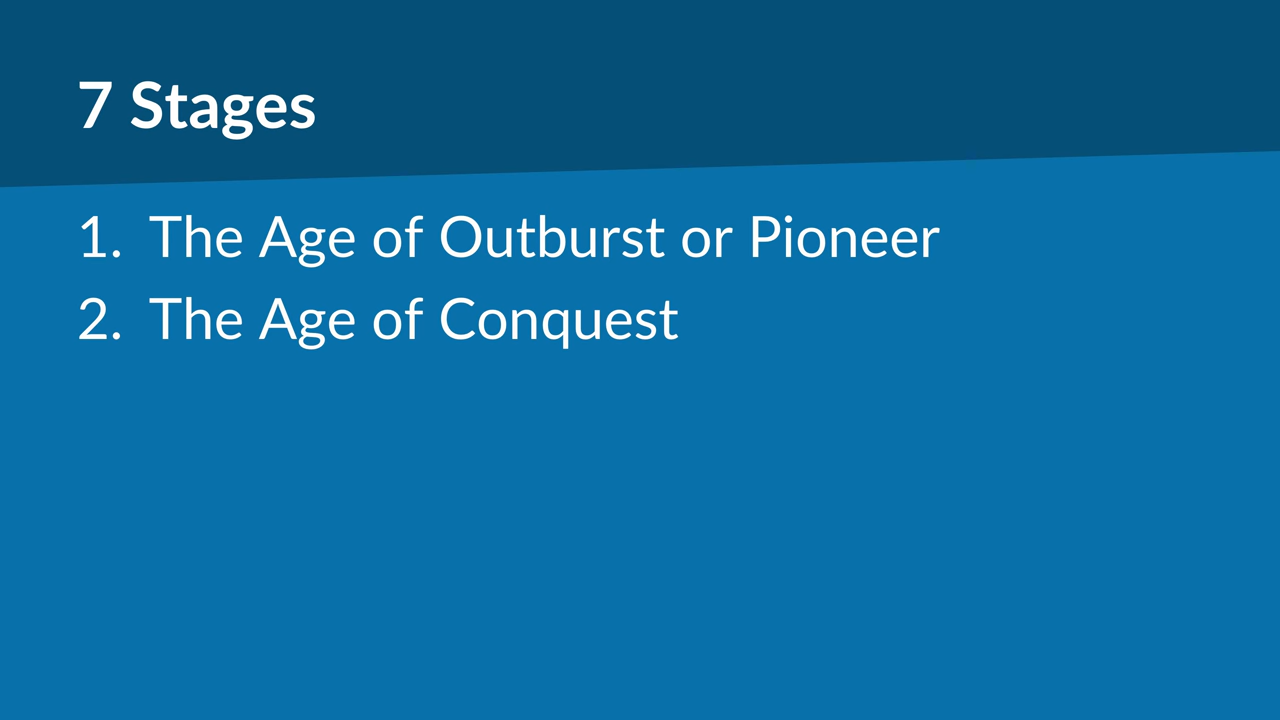 7 Stages
1. The Age of Outburst or Pioneer
2. The Age of Conquest